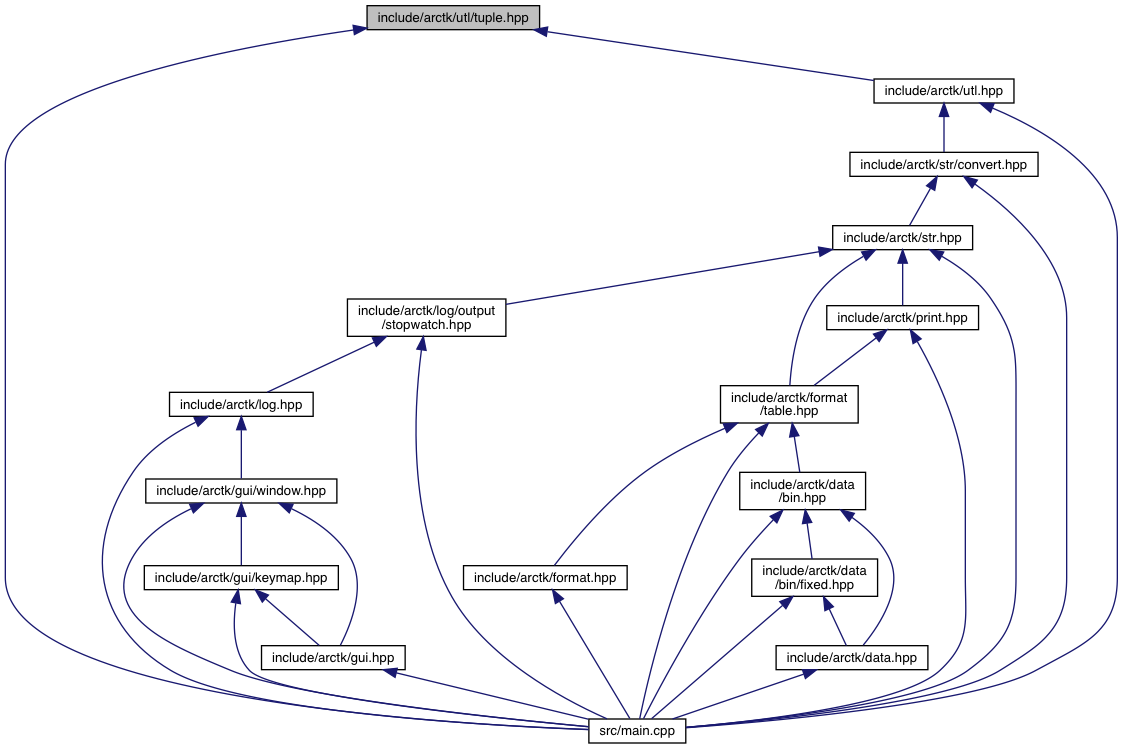 include/arctk/utl/tuple.hpp
include/arctk/utl.hpp
include/arctk/str/convert.hpp
include/arctk/str.hpp
include/arctk/log/output
/stopwatch.hpp
include/arctk/print.hpp
include/arctk/log.hpp
include/arctk/format
/table.hpp
include/arctk/gui/window.hpp
include/arctk/data
/bin.hpp
include/arctk/gui/keymap.hpp
include/arctk/format.hpp
include/arctk/data
/bin/fixed.hpp
include/arctk/gui.hpp
include/arctk/data.hpp
src/main.cpp